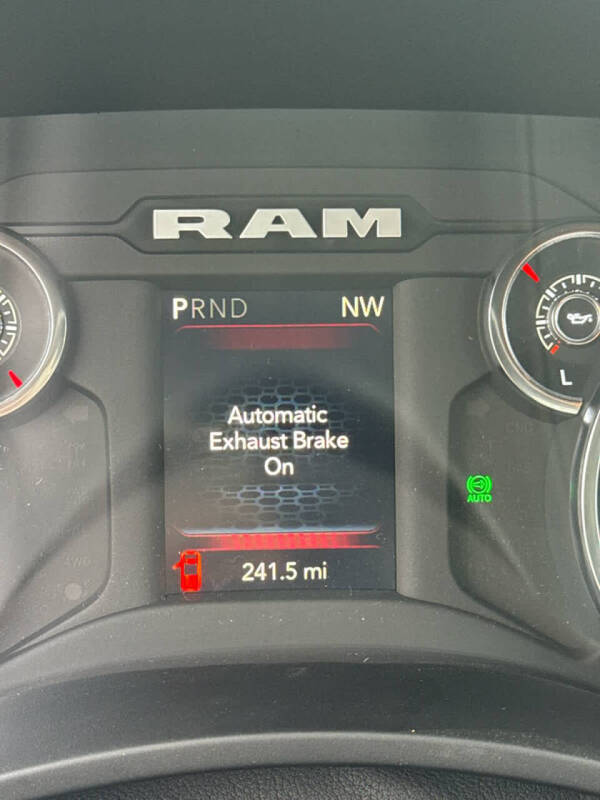 RAM
PRND NW
Automatic
Exhaust Brake
On
L
AUTO
241.5 mi